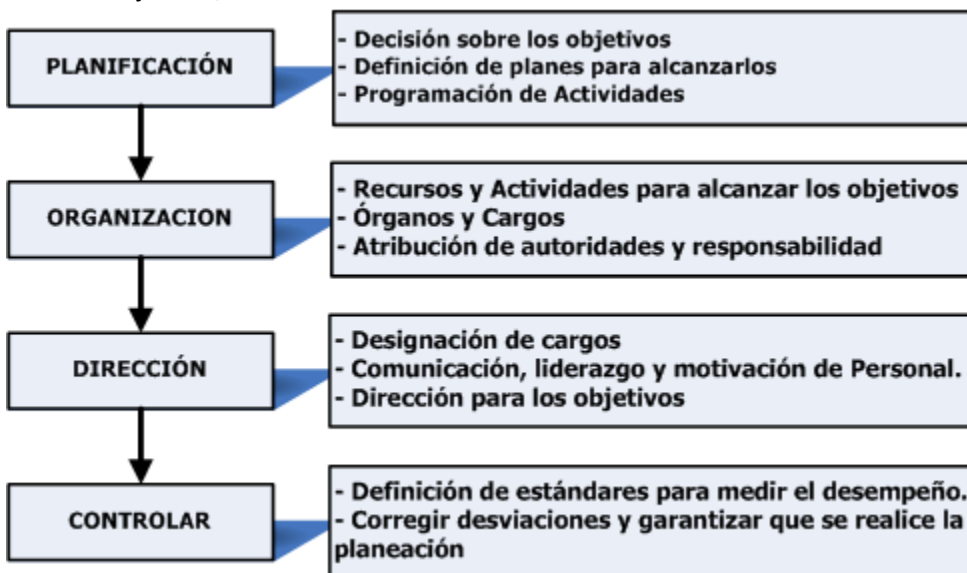 PLANIFICACIÓN
- Decisión sobre los objetivos
- Definición de planes para alcanzarlos
- Programación de Actividades
ORGANIZACION
- Recursos y Actividades para alcanzar los objetivos
- Órganos y Cargos
- Atribución de autoridades y responsabilidad
DIRECCIÓN
- Designación de cargos
- Comunicación, liderazgo y motivación de Personal.
- Dirección para los objetivos
CONTROLAR
- Definición de estándares para medir el desempeño.
- Corregir desviaciones y garantizar que se realice la
planeación